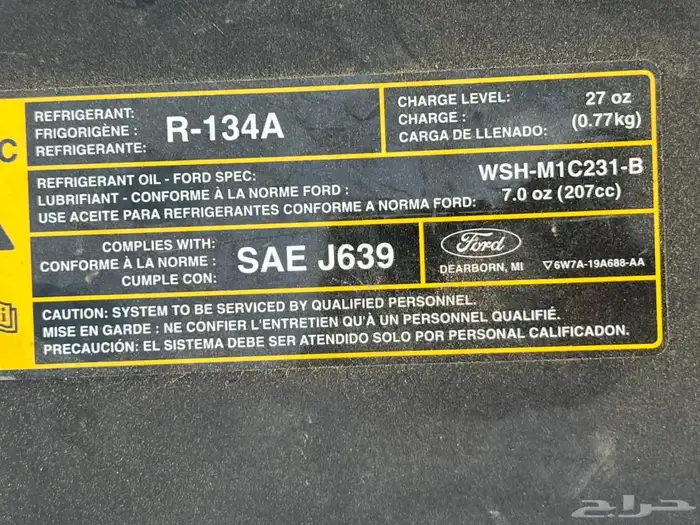 C
REFRIGERANT:
FRIGORIGÈNE :
REFRIGERANTE:
R-134A
CHARGE LEVEL:
CHARGE :
CARGA DE LLENADO:
27 oz
(0.77kg)
REFRIGERANT OIL - FORD SPEC:
LUBRIFIANT - CONFORME À LA NORME FORD :
USE ACEITE PARA REFRIGERANTES CONFORME A NORMA FORD:
WSH-M1C231-B
7.0 oz (207cc)
COMPLIES WITH:
CONFORME À LA NORME :
CUMPLE CON:
SAE J639
Ford
DEARBORN, MI
▽6W7A-19A688-AA
CAUTION: SYSTEM TO BE SERVICED BY QUALIFIED PERSONNEL.
MISE EN GARDE : NE CONFIER L'ENTRETIEN QU'À UN PERSONNEL QUALIFIÉ.
PRECAUCIÓN: EL SISTEMA DEBE SER ATENDIDO SOLO POR PERSONAL CALIFICADO.
i
حراج